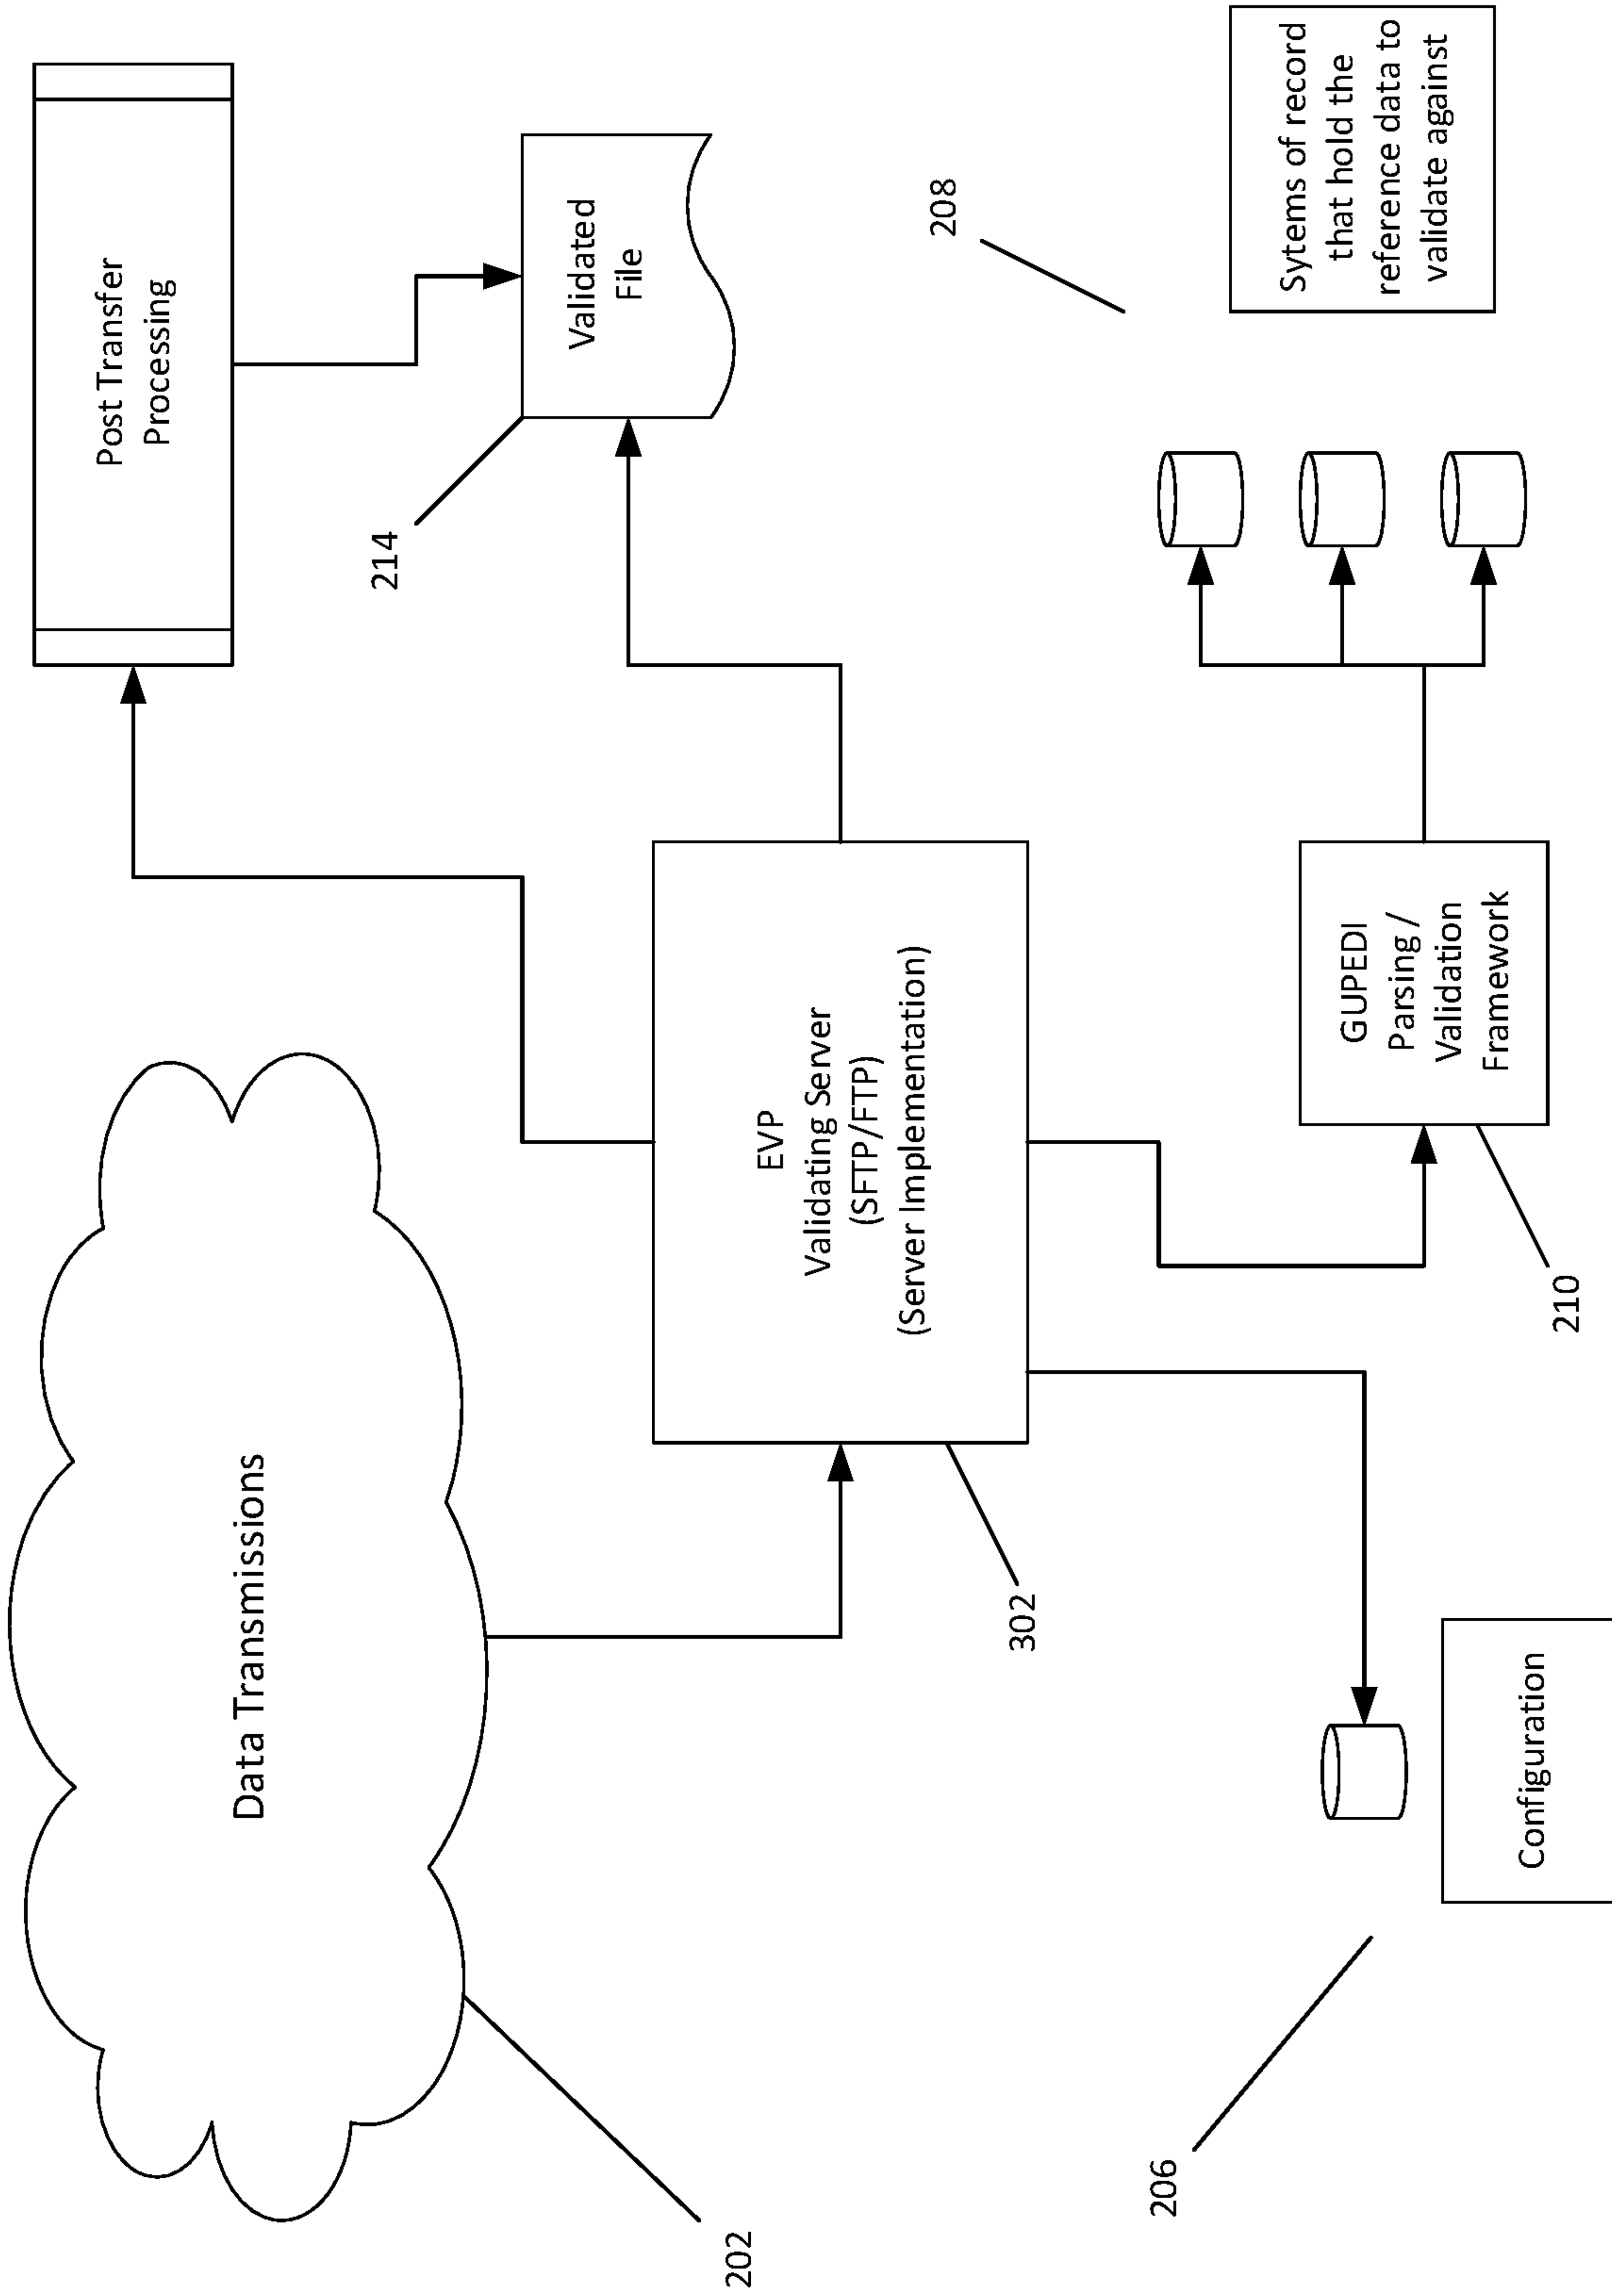 Data Transmissions
202
Post Transfer
Processing
214
Validated
File
EVP
Validating Server
(SFTP/FTP)
(Server Implementation)
302
208
Sytems of record
that hold the
reference data to
validate against
GUPEDI
Parsing /
Validation
Framework
210
206
Configuration